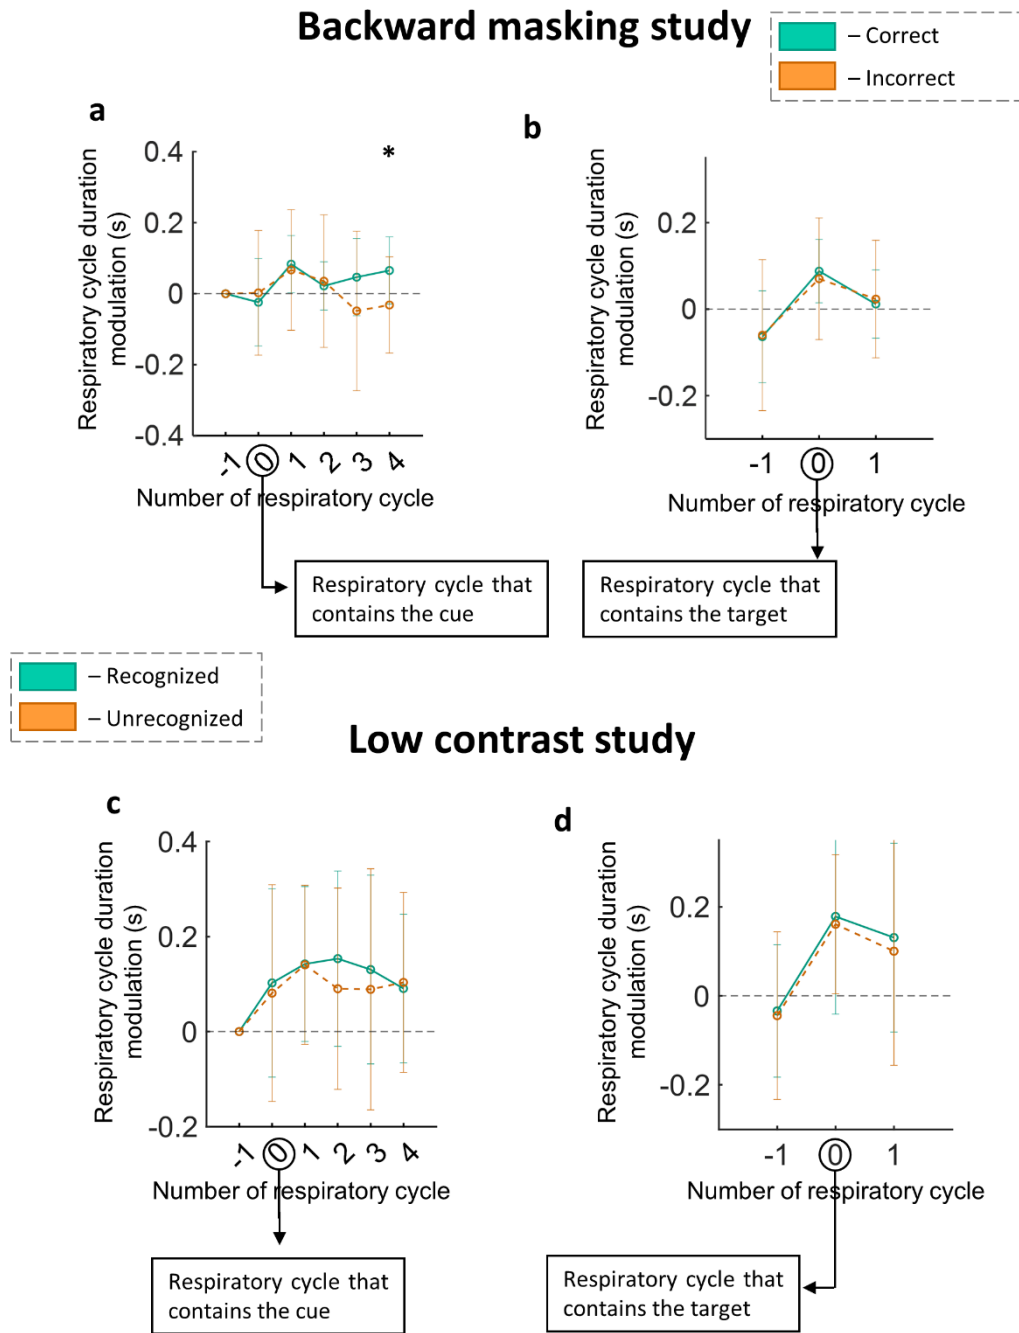 Backward masking study
– Correct
– Incorrect
a
Respiratory cycle duration
modulation (s)
0.4
0.2
0
-0.2
-0.4
*
-1 0 1 2 3 4
Number of respiratory cycle
Respiratory cycle that
contains the cue
b
Respiratory cycle duration
modulation (s)
0.2
0
-0.2
-1 0 1
Number of respiratory cycle
Respiratory cycle that
contains the target
– Recognized
– Unrecognized
Low contrast study
c
Respiratory cycle duration
modulation (s)
0.4
0.2
0
-0.2
-1 0 1 2 3 4
Number of respiratory cycle
Respiratory cycle that
contains the cue
d
Respiratory cycle duration
modulation (s)
0.2
0
-0.2
-1 0 1
Number of respiratory cycle
Respiratory cycle that
contains the target